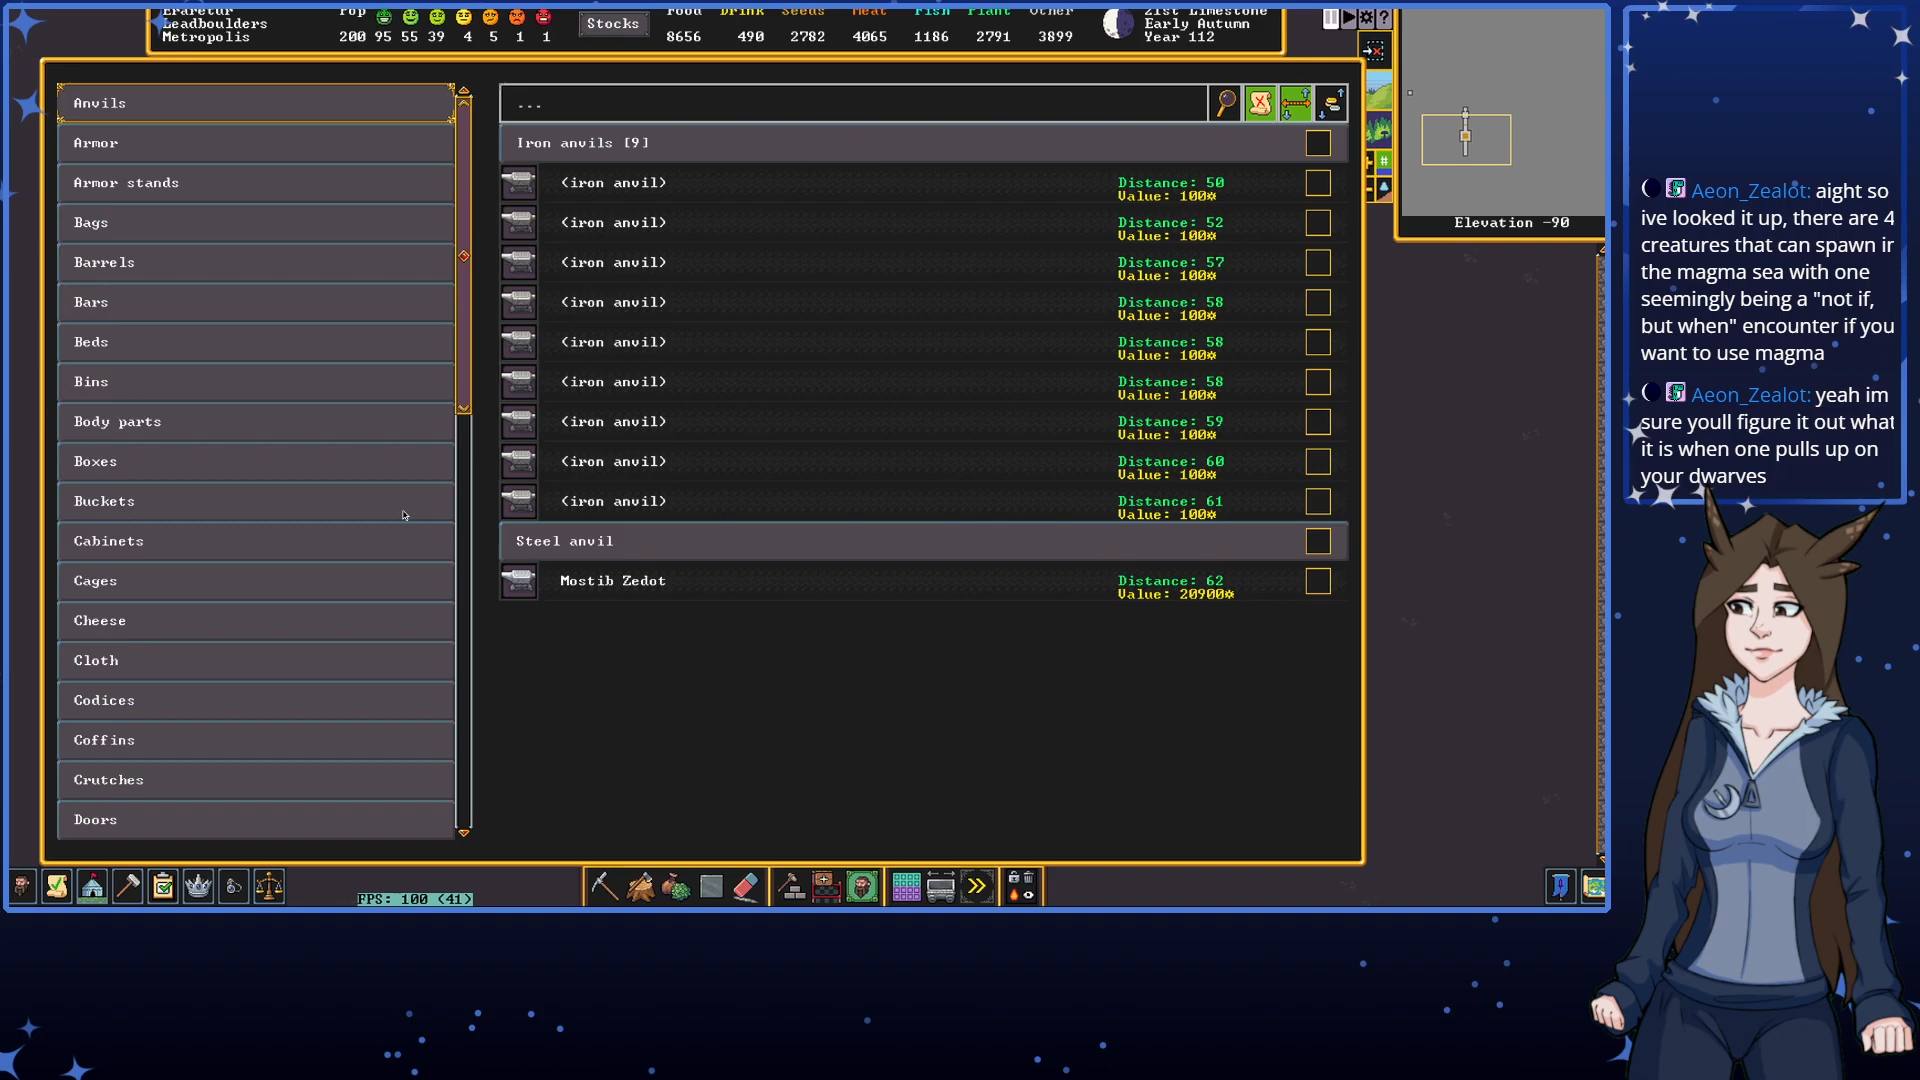 Eraretur
Leadboulders
Metropolis
Pop
200 95 55 39 4 5 1 1
Stocks
Food Drink Seeds Meat Fish Plant Other
8656 490 2782 4065 1186 2791 3899
21st Limestone
Early Autumn
Year 112
?
Elevation -90
Anvils
Armor
Armor stands
Bags
Barrels
Bars
Beds
Bins
Body parts
Boxes
Buckets
Cabinets
Cages
Cheese
Cloth
Codices
Coffins
Crutches
Doors
...
Iron anvils [9]
(iron anvil)
Distance: 50
Value: 100☼
(iron anvil)
Distance: 52
Value: 100☼
(iron anvil)
Distance: 57
Value: 100☼
(iron anvil)
Distance: 58
Value: 100☼
(iron anvil)
Distance: 58
Value: 100☼
(iron anvil)
Distance: 58
Value: 100☼
(iron anvil)
Distance: 59
Value: 100☼
(iron anvil)
Distance: 60
Value: 100☼
(iron anvil)
Distance: 61
Value: 100☼
Steel anvil
Mostib Zedot
Distance: 62
Value: 20900☼
FPS: 100 (41)
Aeon_Zealot: aight so
ive looked it up, there are 4
creatures that can spawn in
the magma sea with one
seemingly being a "not if,
but when" encounter if you
want to use magma
Aeon_Zealot: yeah im
sure youll figure it out what
it is when one pulls up on
your dwarves